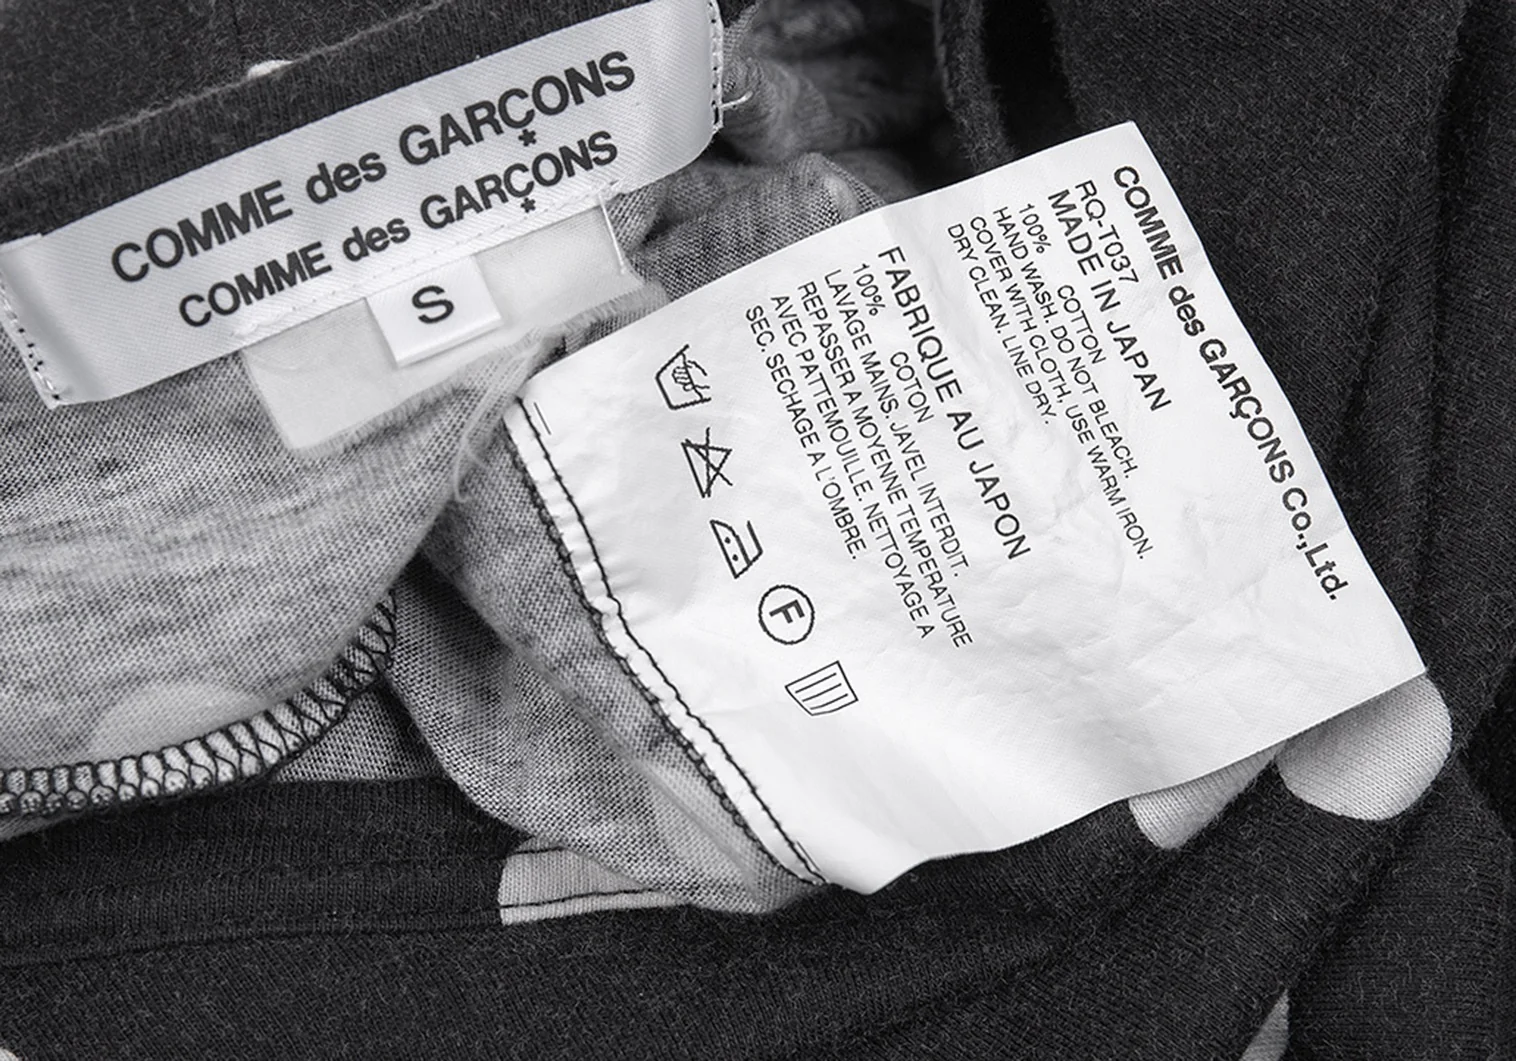 COMME des GARÇONS
*
COMME des GARÇONS
*
S
COMME des GARÇONS Co.,Ltd.
RQ-T037
MADE IN JAPAN
100% COTTON
HAND WASH. DO NOT BLEACH.
COVER WITH CLOTH, USE WARM IRON.
DRY CLEAN. LINE DRY.
FABRIQUE AU JAPON
100% COTON
LAVAGE MAINS. JAVEL INTERDIT.
REPASSER A MOYENNE TEMPERATURE
AVEC PATTEMOUILLE. NETTOYAGE A
SEC. SECHAGE A L'OMBRE.
F